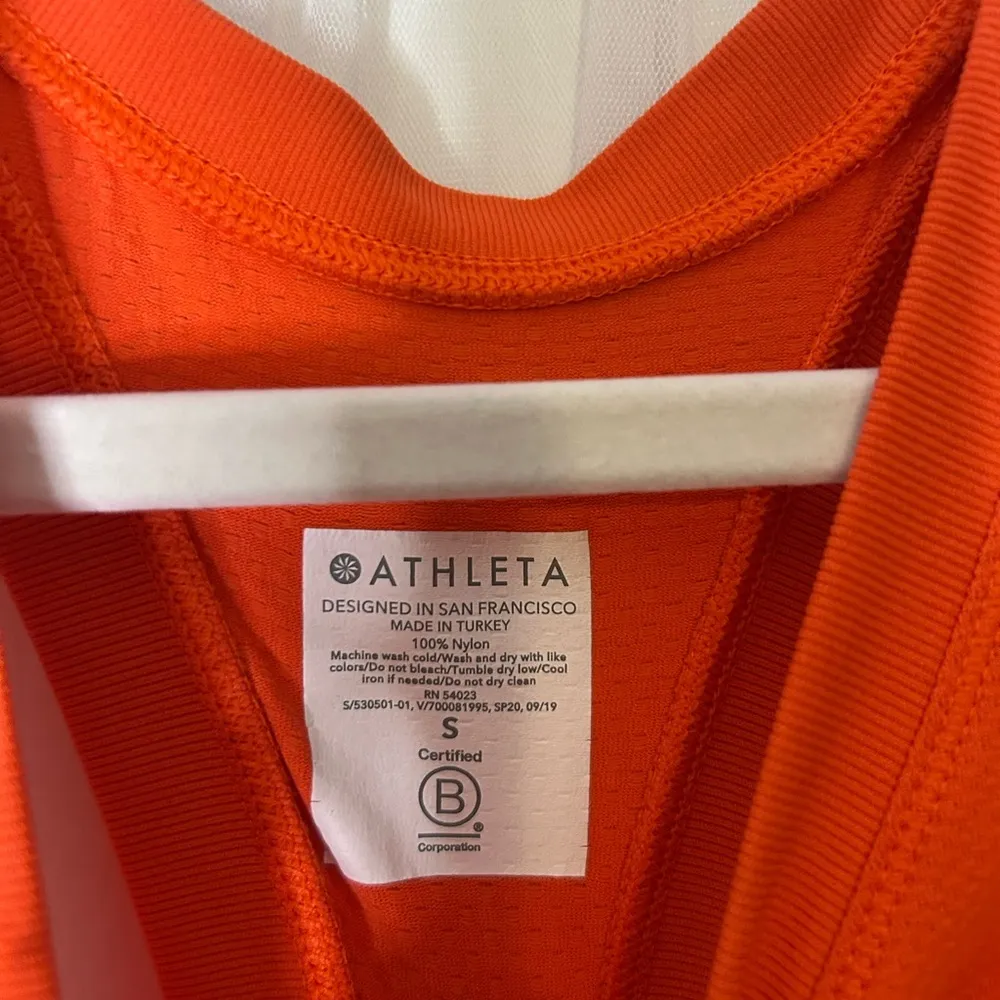 ATHLETA
DESIGNED IN SAN FRANCISCO
MADE IN TURKEY
100% Nylon
Machine wash cold/Wash and dry with like
colors/Do not bleach/Tumble dry low/Cool
iron if needed/Do not dry clean
RN 54023
S/530501-01, V/700081995, SP20, 09/19
S
Certified
B®
Corporation